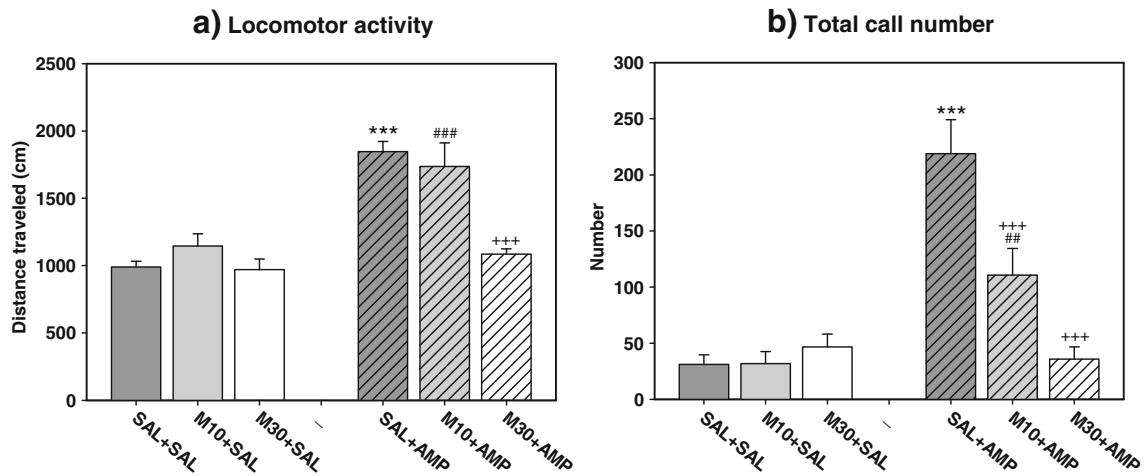 a) Locomotor activity
Distance traveled (cm)
2500
2000
1500
1000
500
0
***
###
+++
SAL+SAL
M10+SAL
M30+SAL
_
SAL+AMP
M10+AMP
M30+AMP
b) Total call number
Number
300
250
200
150
100
50
0
***
+++
##
+++
SAL+SAL
M10+SAL
M30+SAL
_
SAL+AMP
M10+AMP
M30+AMP